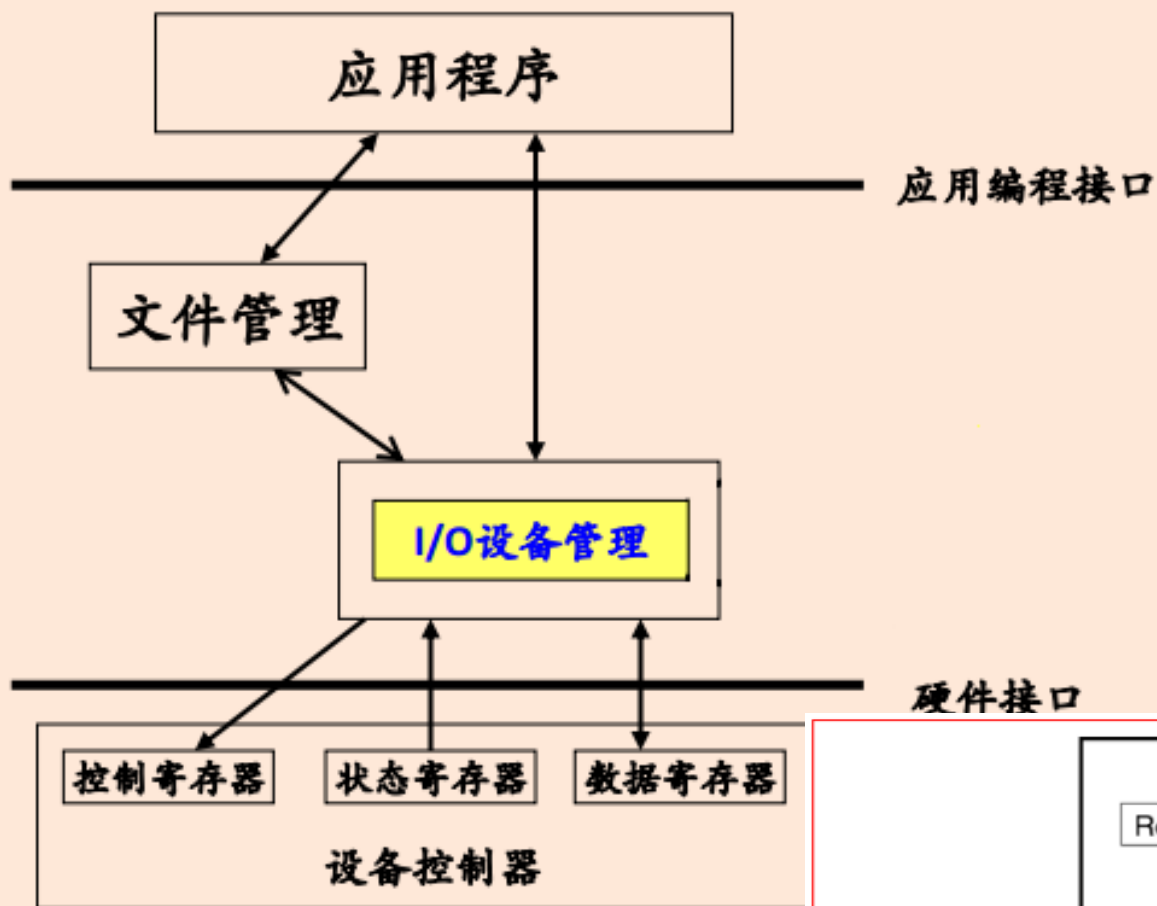 应用程序
应用编程接口
文件管理
I/O设备管理
硬件接口
控制寄存器
状态寄存器
数据寄存器
设备控制器